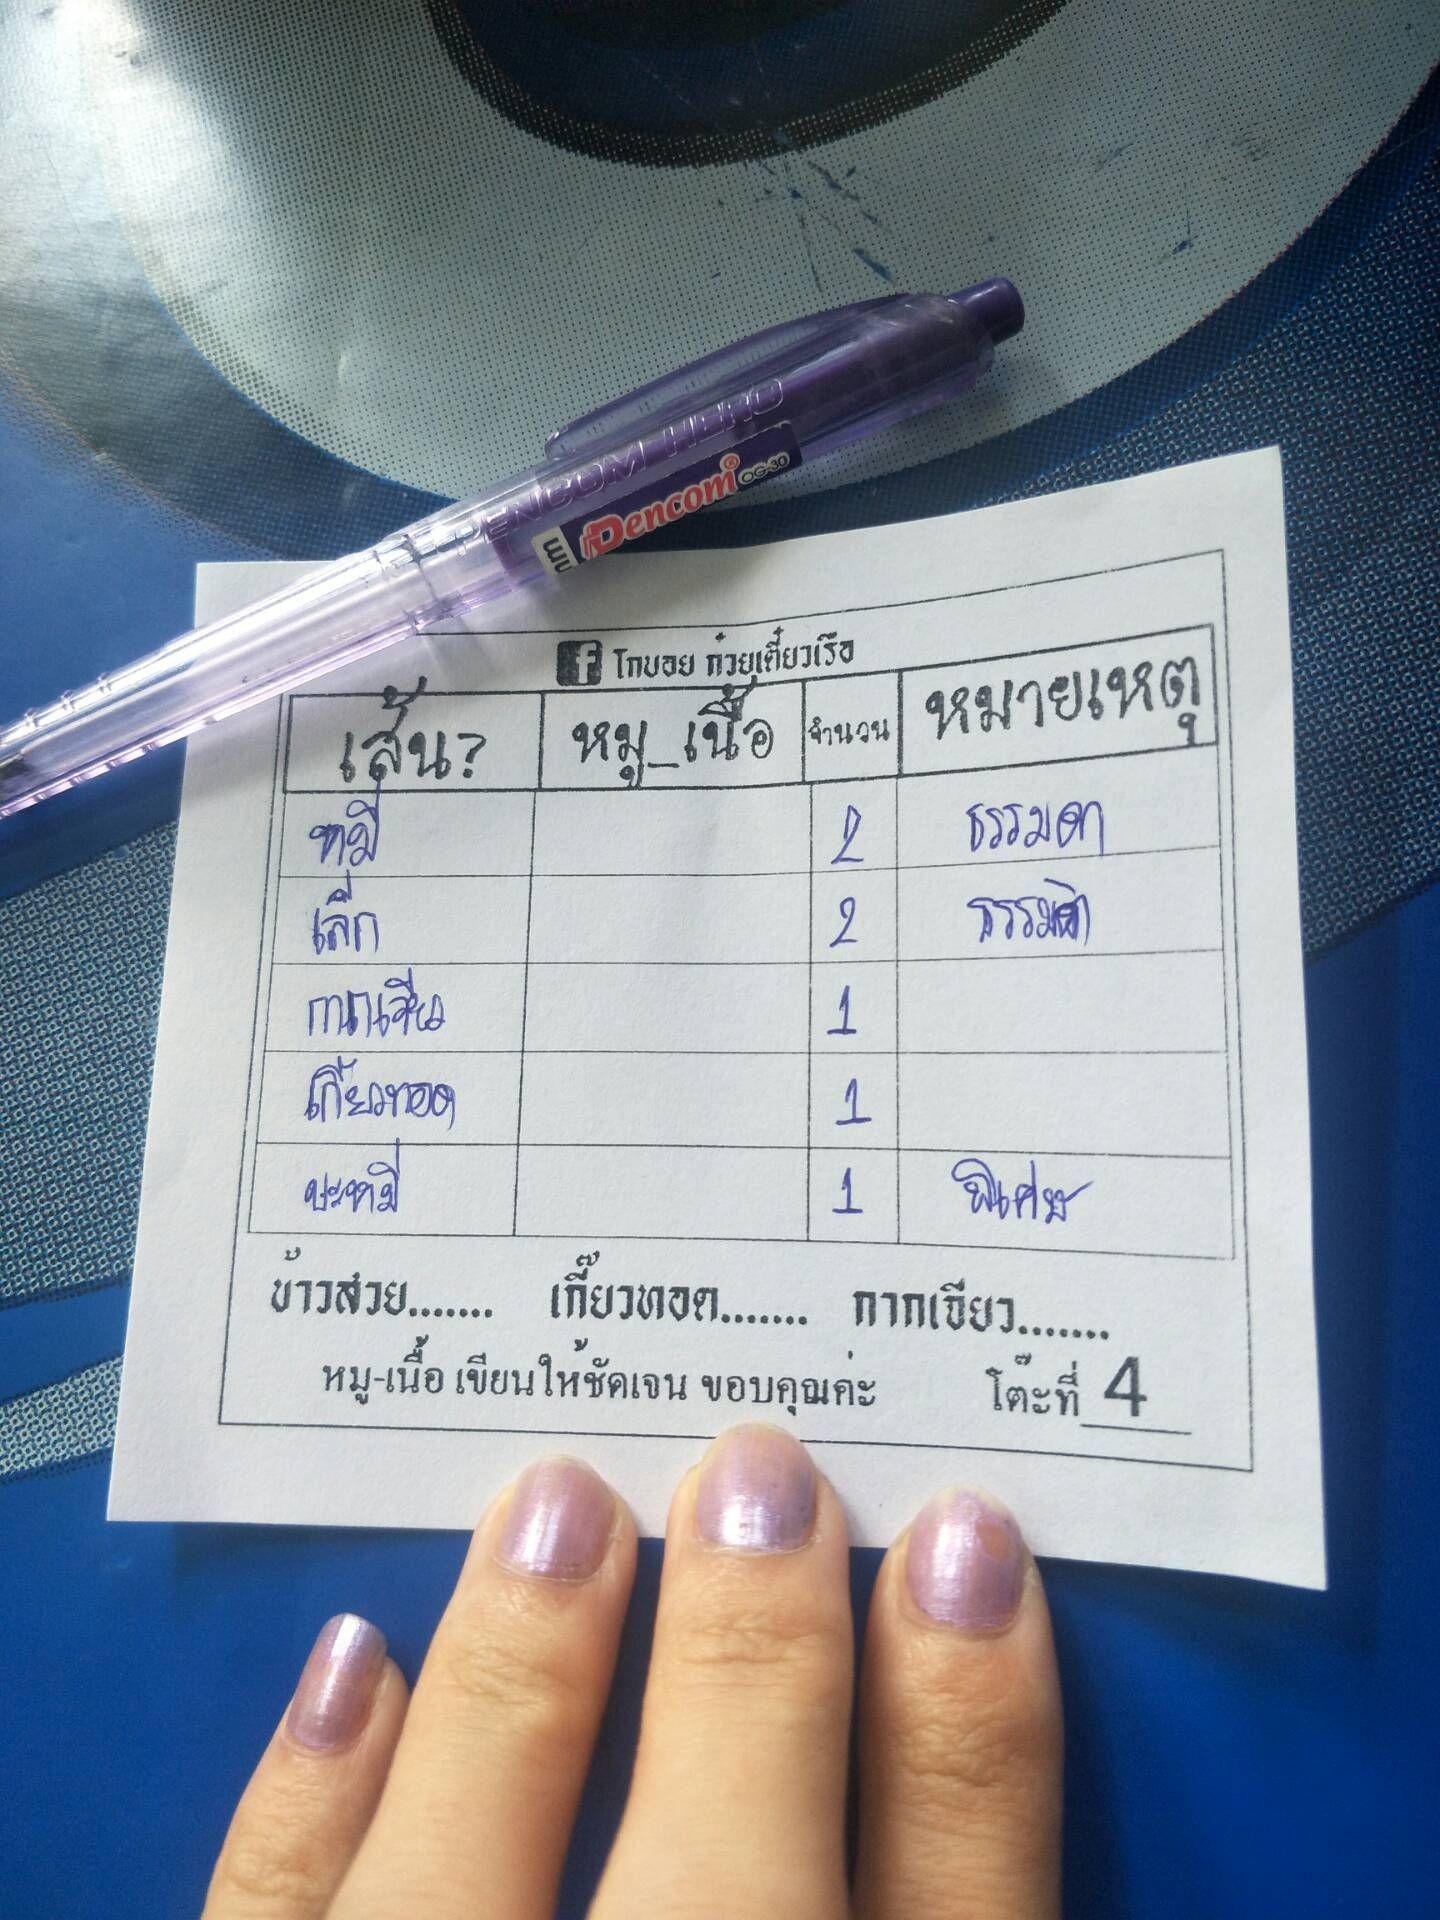 PENCOM HERO
Pencom OG-30
โกบอย ก๋วยเตี๋ยวเรือ
เส้น? หมู_เนื้อ จำนวน หมายเหตุ
หมี่ 2 ธรรมดา
เล็ก 2 ธรรมดา
กากเจียว 1
เกี๊ยวทอด 1
บะหมี่ 1 พิเศษ
ข้าวสวย....... เกี๊ยวทอด....... กากเจียว.......
หมู-เนื้อ เขียนให้ชัดเจน ขอบคุณค่ะ โต๊ะที่ 4